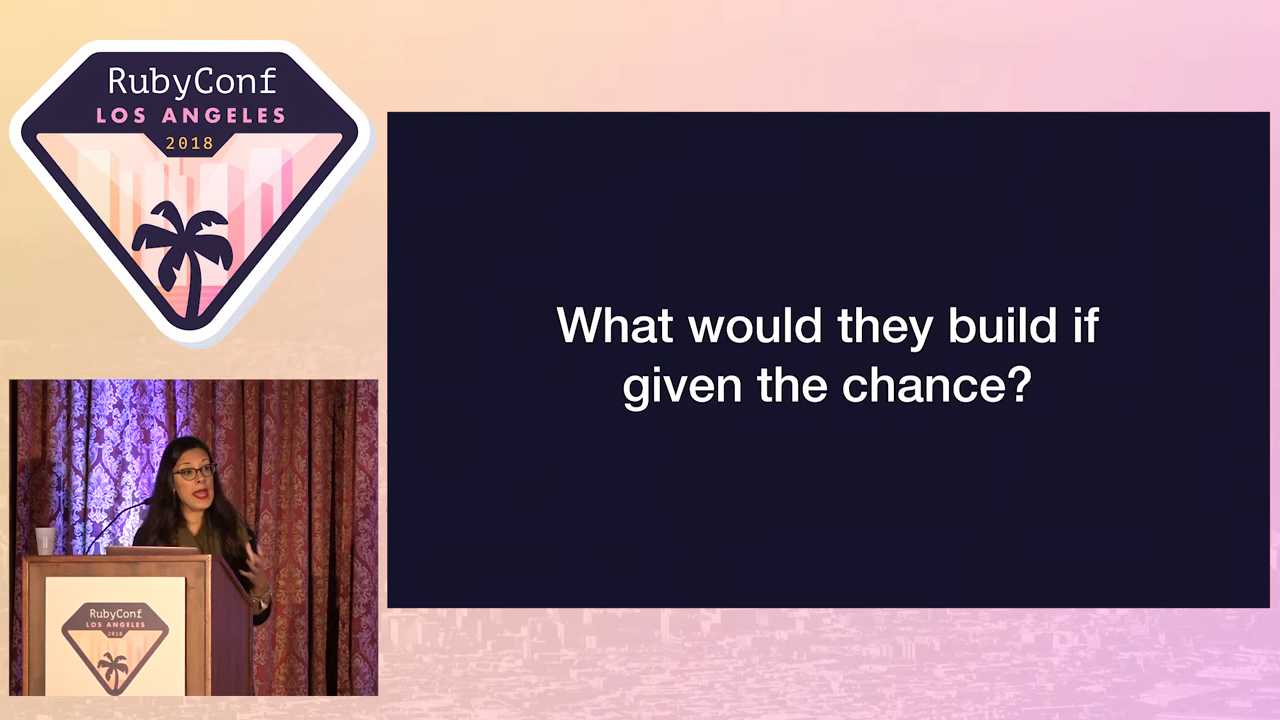 RubyConf
LOS ANGELES
2018
What would they build if
given the chance?
RubyConf
LOS ANGELES
2018